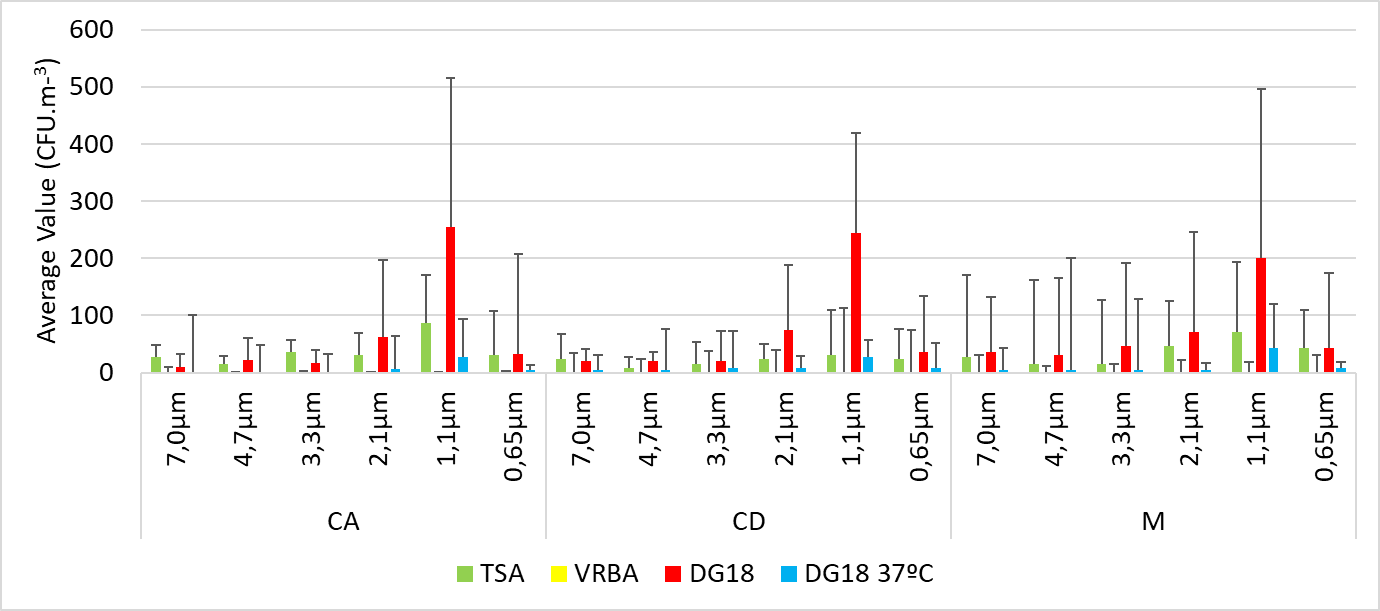 600
500
400
300
200
100
0
Average Value (CFU.m-³)
7,0µm 4,7µm 3,3µm 2,1µm 1,1µm 0,65µm 7,0µm 4,7µm 3,3µm 2,1µm 1,1µm 0,65µm 7,0µm 4,7µm 3,3µm 2,1µm 1,1µm 0,65µm
CA CD M
TSA VRBA DG18 DG18 37ºC